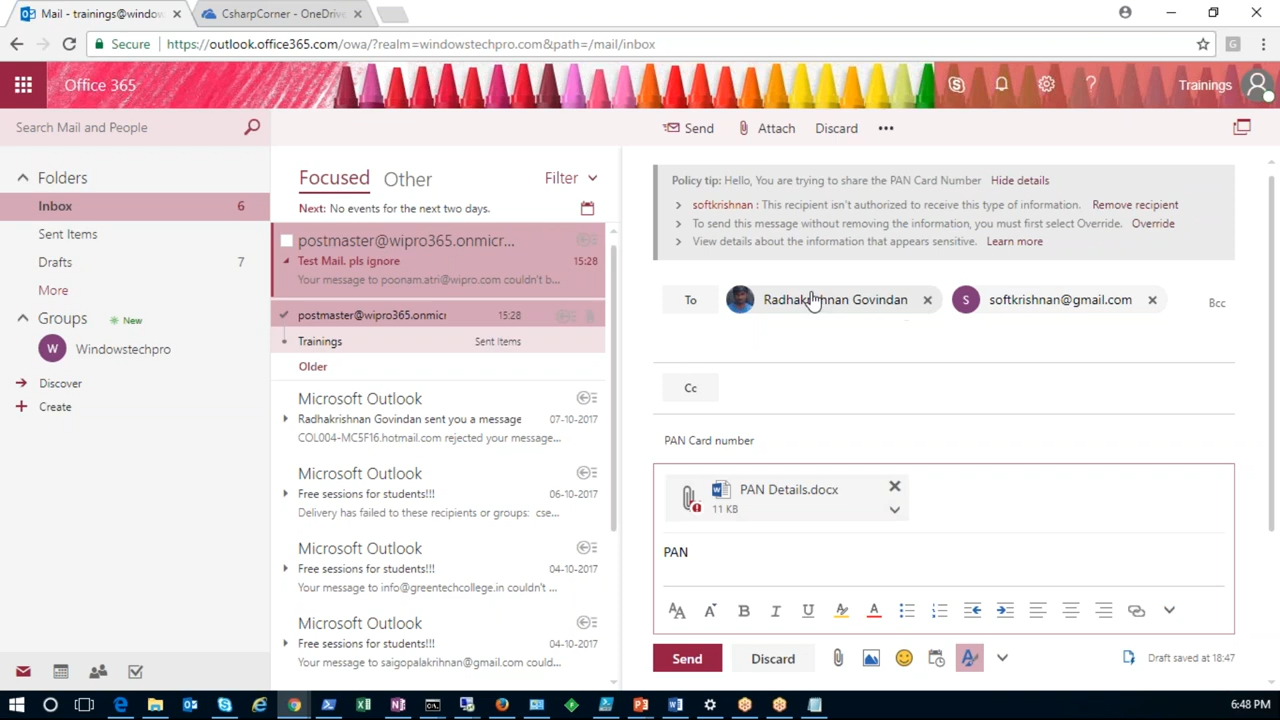 Mail - trainings@windows
CsharpCorner - OneDrive
Secure
https://outlook.office365.com/owa/?realm=windowstechpro.com&path=/mail/inbox
Office 365
Trainings
Search Mail and People
Send
Attach
Discard
•••
Folders
Inbox 6
Sent Items
Drafts 7
More
Groups
New
W
Windowstechpro
Discover
Create
Focused
Other
Filter
Next: No events for the next two days.
postmaster@wipro365.onmicr...
Test Mail. pls ignore 15:28
Your message to poonam.atri@wipro.com couldn't b...
postmaster@wipro365.onmicr 15:28
Trainings Sent Items
Older
Microsoft Outlook
Radhakrishnan Govindan sent you a message 07-10-2017
COL004-MC5F16.hotmail.com rejected your message...
Microsoft Outlook
Free sessions for students!!! 06-10-2017
Delivery has failed to these recipients or groups: cse...
Microsoft Outlook
Free sessions for students!!! 04-10-2017
Your message to info@greentechcollege.in couldn't ...
Microsoft Outlook
Free sessions for students!!! 04-10-2017
Your message to saigopalakrihnan@gmail.com could...
Policy tip: Hello, You are trying to share the PAN Card Number Hide details
softkrishnan : This recipient isn't authorized to receive this type of information. Remove recipient
To send this message without removing the information, you must first select Override. Override
View details about the information that appears sensitive. Learn more
To
Radhakrishnan Govindan
S
softkrishnan@gmail.com
Bcc
Cc
PAN Card number
PAN Details.docx
11 KB
PAN
Send
Discard
Draft saved at 18:47
6:48 PM